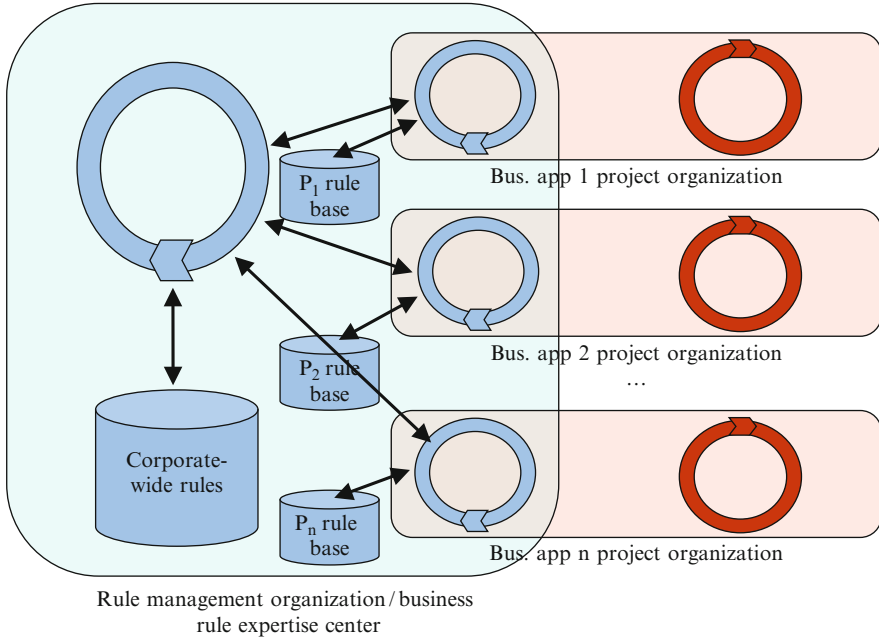 P₁ rule
base
Bus. app 1 project organization
P₂ rule
base
Bus. app 2 project organization
...
Corporate-
wide rules
Pₙ rule
base
Bus. app n project organization
Rule management organization/business
rule expertise center